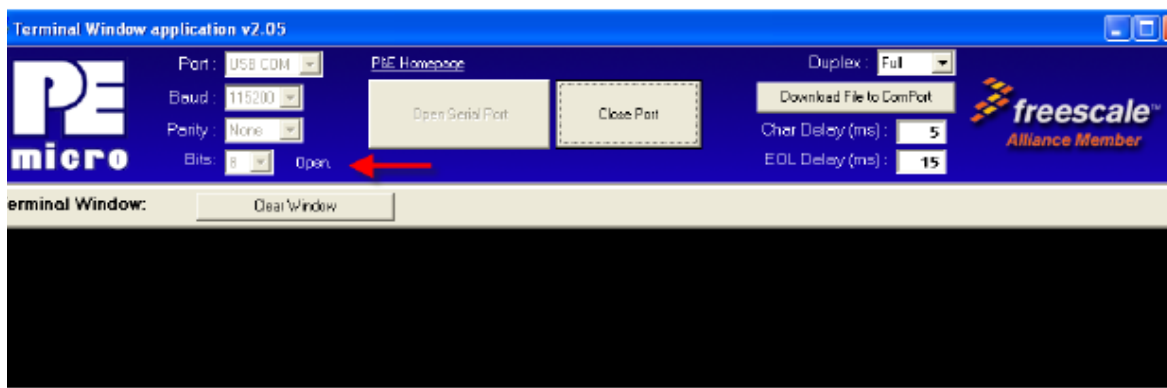 Terminal Window application v2.05
PE
micro
Port : USB COM
Baud : 115200
Parity : None
Bits: 8 Open.
P&E Homepage
Open Serial Port
Close Port
Duplex : Full
Download File to ComPort
Char Delay (ms) : 5
EOL Delay (ms) : 15
freescale™
Alliance Member
erminal Window:
Clear Window